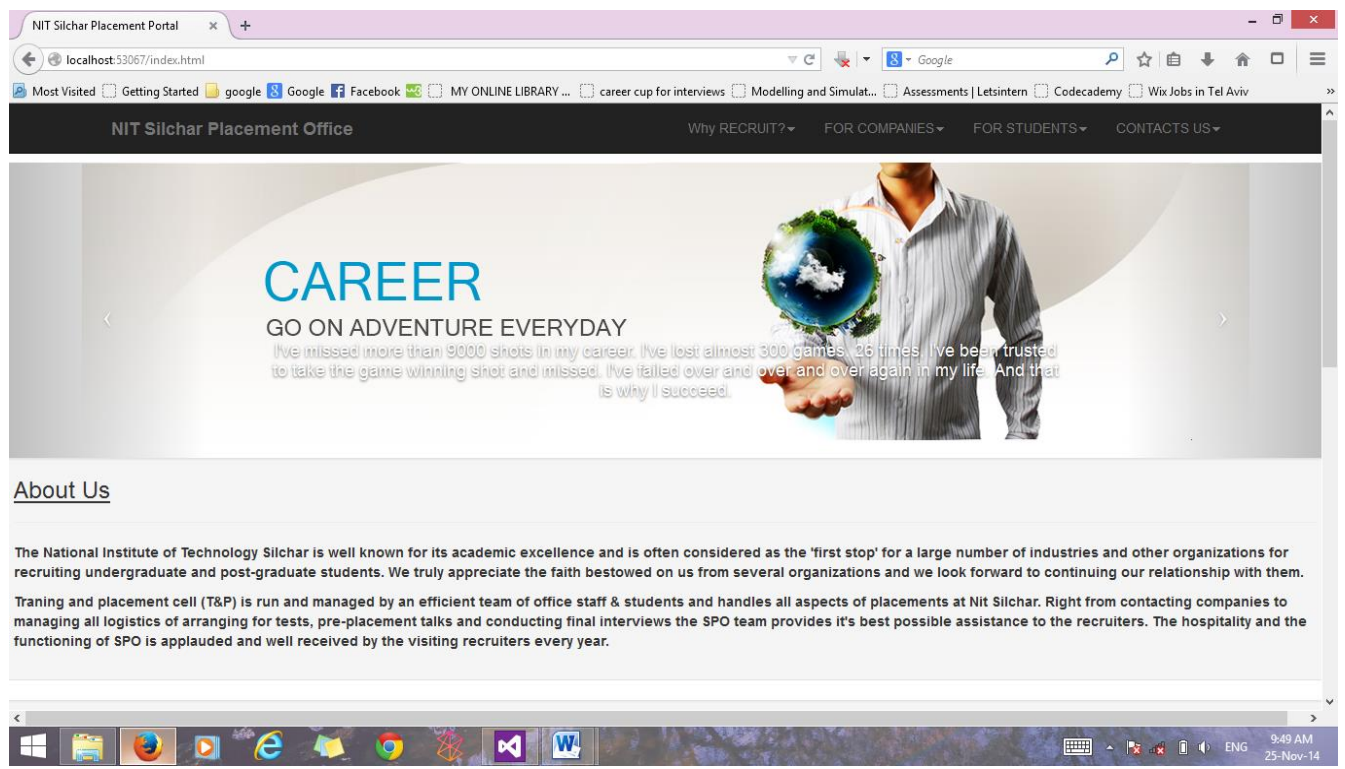 NIT Silchar Placement Portal
localhost:53067/index.html
Google
Most Visited Getting Started google Google Facebook MY ONLINE LIBRARY ... career cup for interviews Modelling and Simulat... Assessments | Letsintern Codecademy Wix Jobs in Tel Aviv
NIT Silchar Placement Office Why RECRUIT? FOR COMPANIES FOR STUDENTS CONTACTS US
CAREER
GO ON ADVENTURE EVERYDAY
I've missed more than 9000 shots in my career. I've lost almost 300 games. 26 times, I've been trusted
to take the game winning shot and missed. I've failed over and over and over again in my life. And that
is why I succeed.
About Us
The National Institute of Technology Silchar is well known for its academic excellence and is often considered as the 'first stop' for a large number of industries and other organizations for
recruiting undergraduate and post-graduate students. We truly appreciate the faith bestowed on us from several organizations and we look forward to continuing our relationship with them.
Traning and placement cell (T&P) is run and managed by an efficient team of office staff & students and handles all aspects of placements at Nit Silchar. Right from contacting companies to
managing all logistics of arranging for tests, pre-placement talks and conducting final interviews the SPO team provides it's best possible assistance to the recruiters. The hospitality and the
functioning of SPO is applauded and well received by the visiting recruiters every year.
ENG
9:49 AM
25-Nov-14